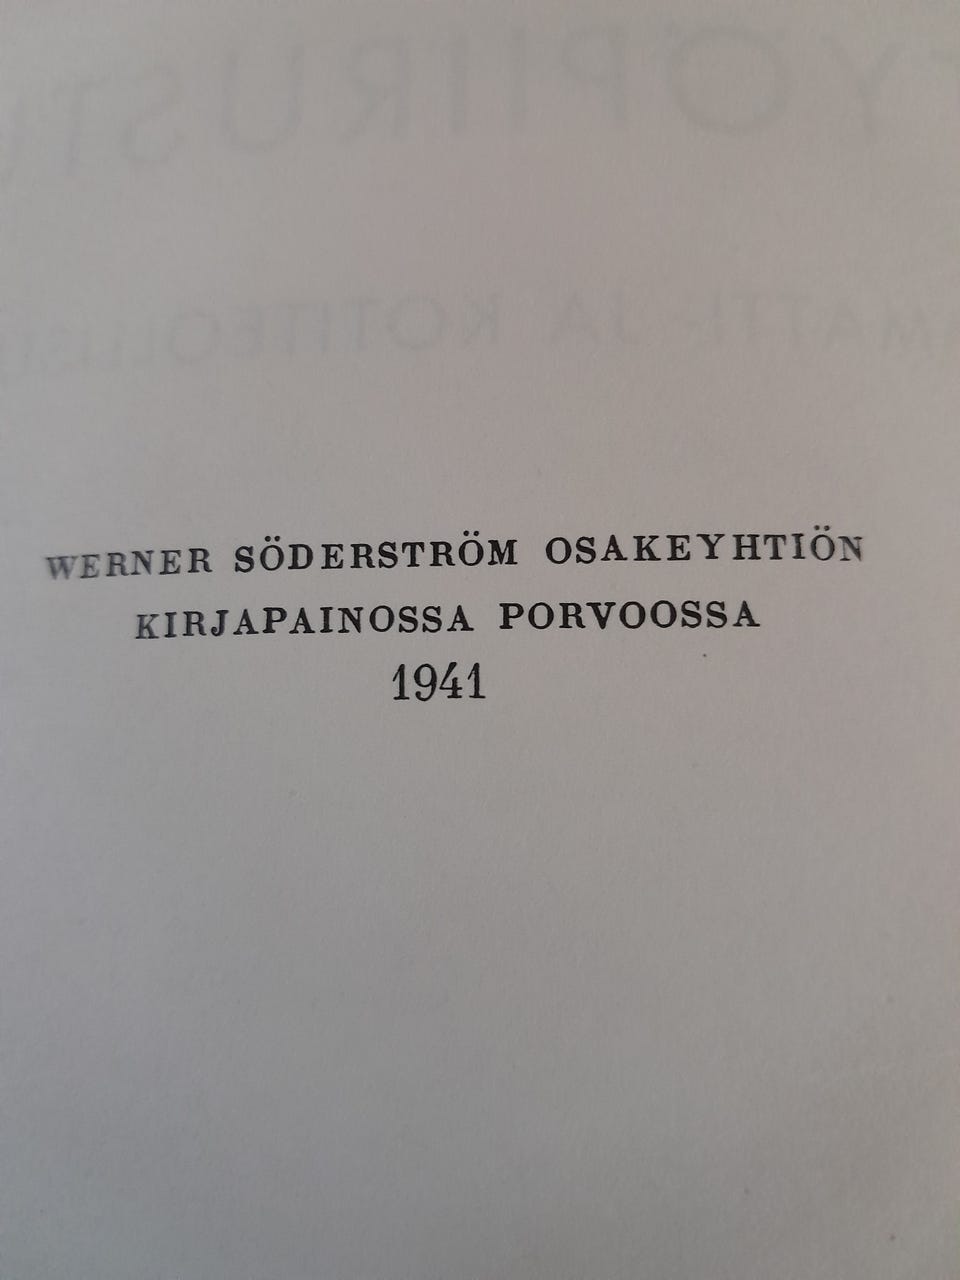 WERNER SÖDERSTRÖM OSAKEYHTIÖN
KIRJAPAINOSSA PORVOOSSA
1941